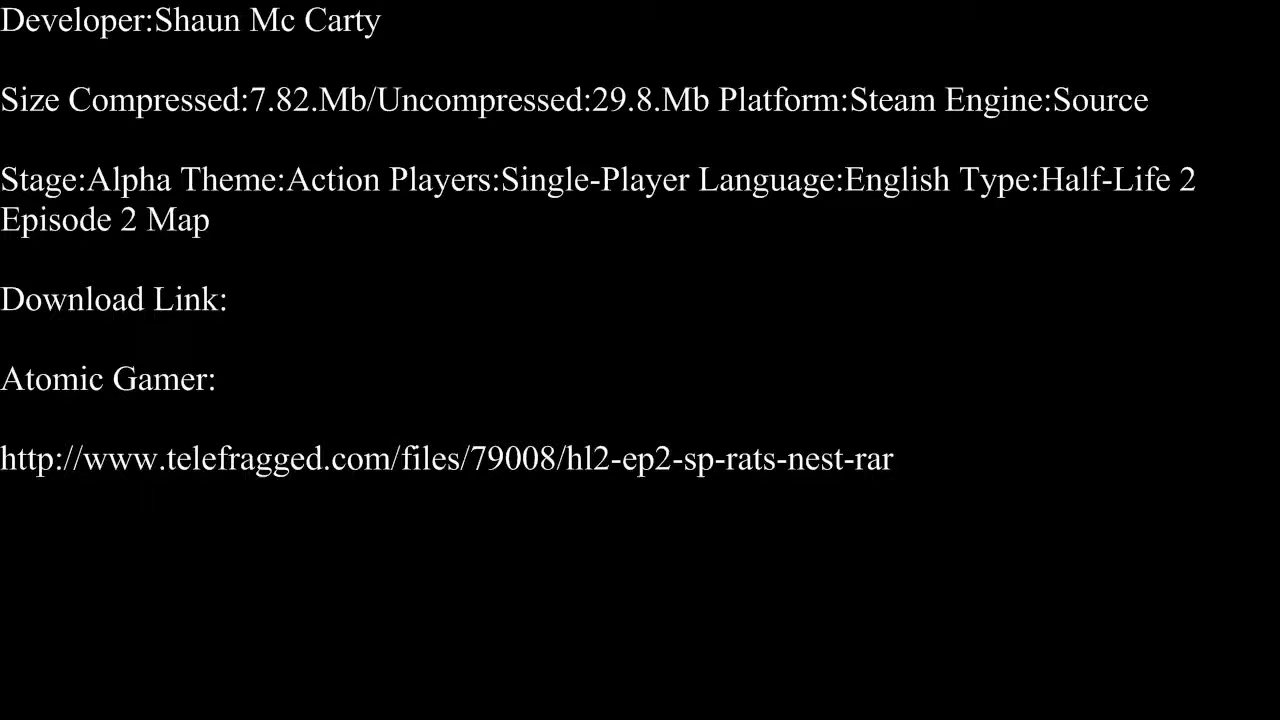 Developer:Shaun Mc Carty
Size Compressed:7.82.Mb/Uncompressed:29.8.Mb Platform:Steam Engine:Source
Stage:Alpha Theme:Action Players:Single-Player Language:English Type:Half-Life 2
Episode 2 Map
Download Link:
Atomic Gamer:
http://www.telefragged.com/files/79008/hl2-ep2-sp-rats-nest-rar